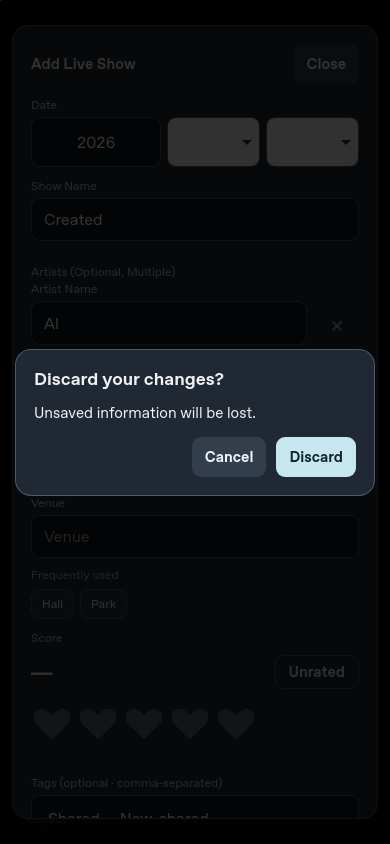 Add Live Show
Close
Date
2026
Show Name
Created
Artists (Optional, Multiple)
Artist Name
AI
×
Discard your changes?
Unsaved information will be lost.
Cancel
Discard
Venue
Venue
Frequently used
Hall
Park
Score
—
Unrated
Tags (optional · comma-separated)